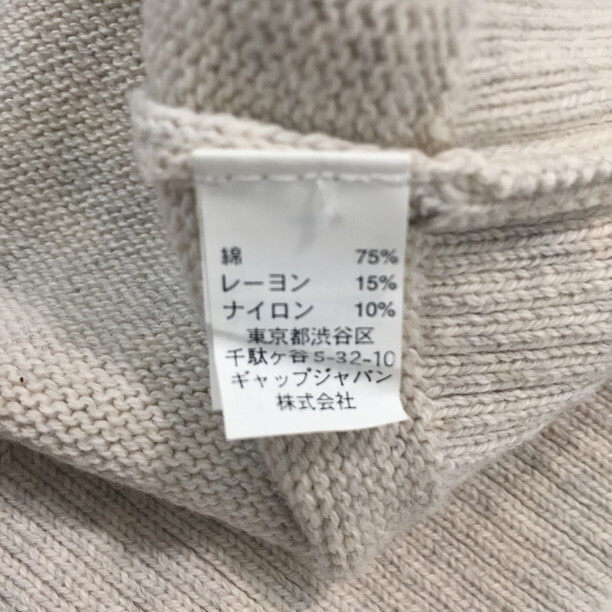 綿 75%
レーヨン 15%
ナイロン 10%
東京都渋谷区
千駄ケ谷5-32-10
ギャップジャパン
株式会社